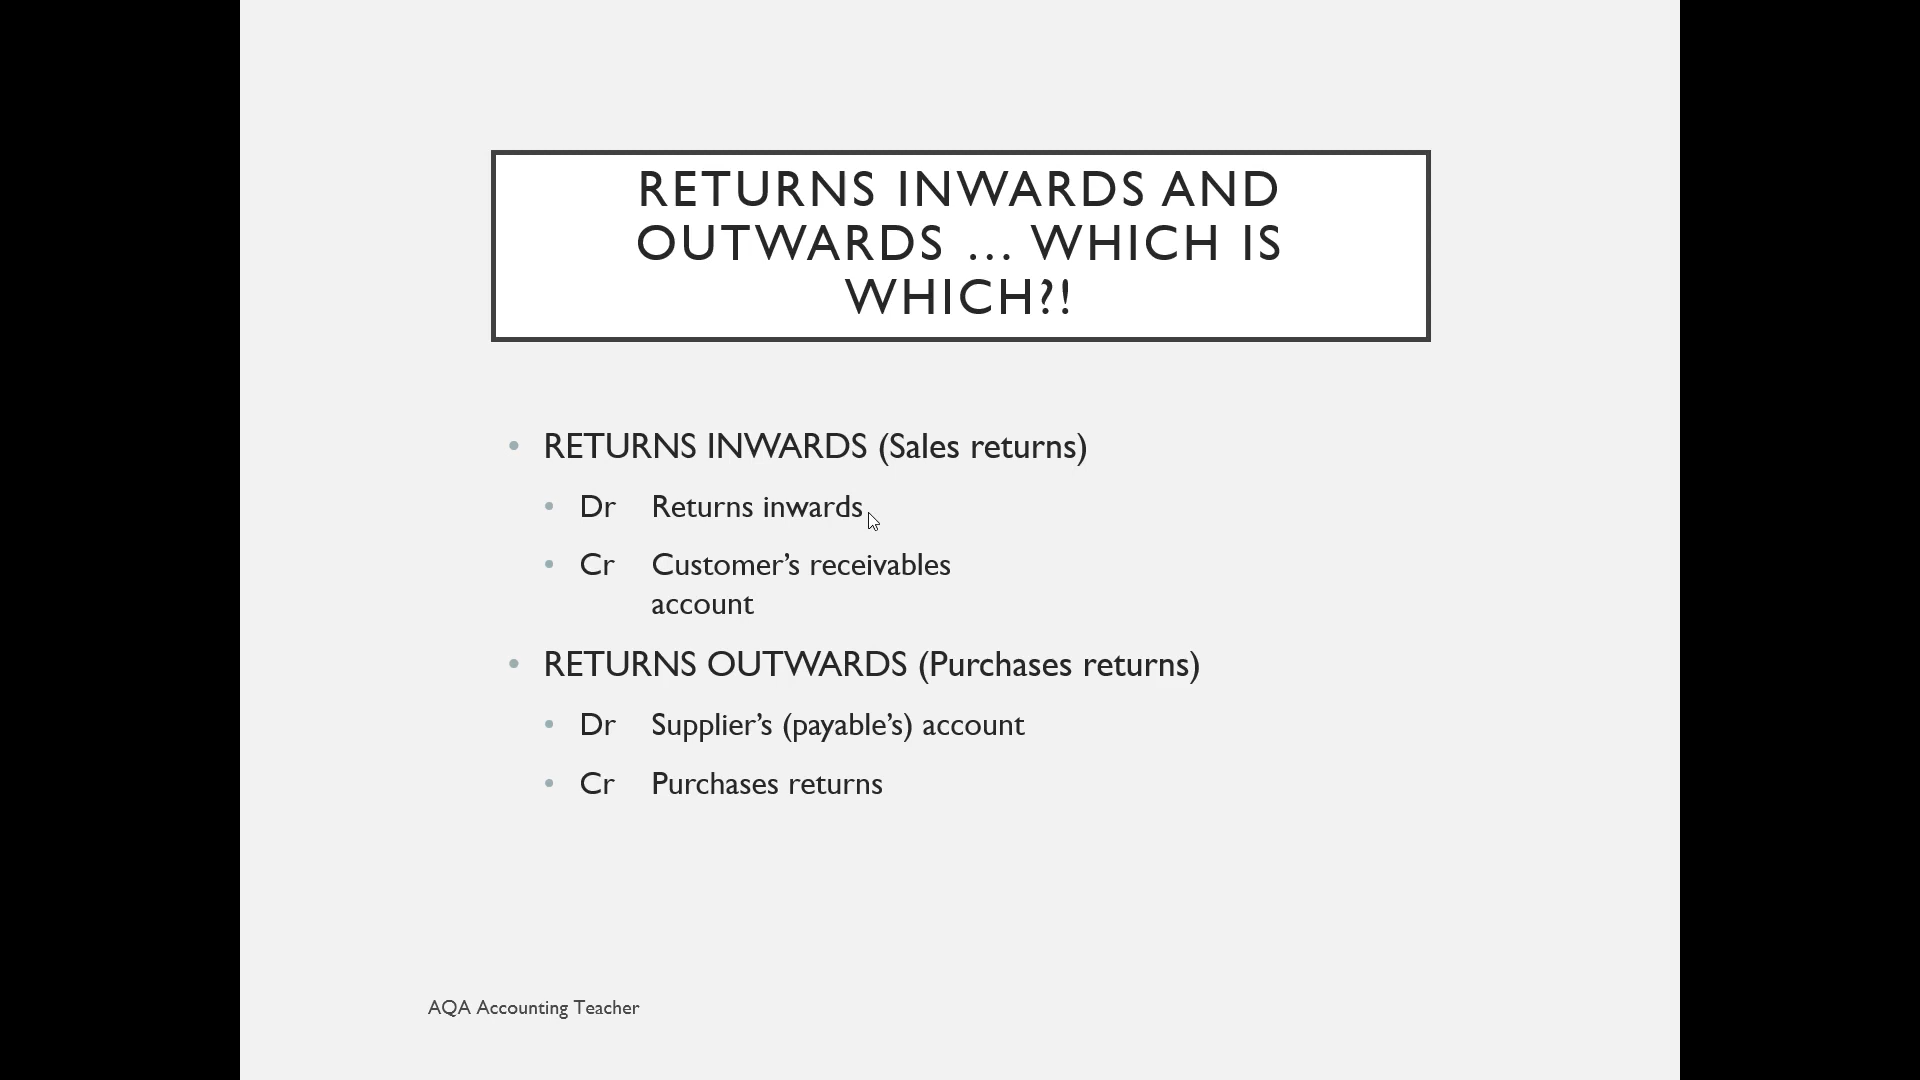 RETURNS INWARDS AND
OUTWARDS ... WHICH IS
WHICH?!
• RETURNS INWARDS (Sales returns)
• Dr Returns inwards
• Cr Customer’s receivables
account
• RETURNS OUTWARDS (Purchases returns)
• Dr Supplier’s (payable’s) account
• Cr Purchases returns
AQA Accounting Teacher